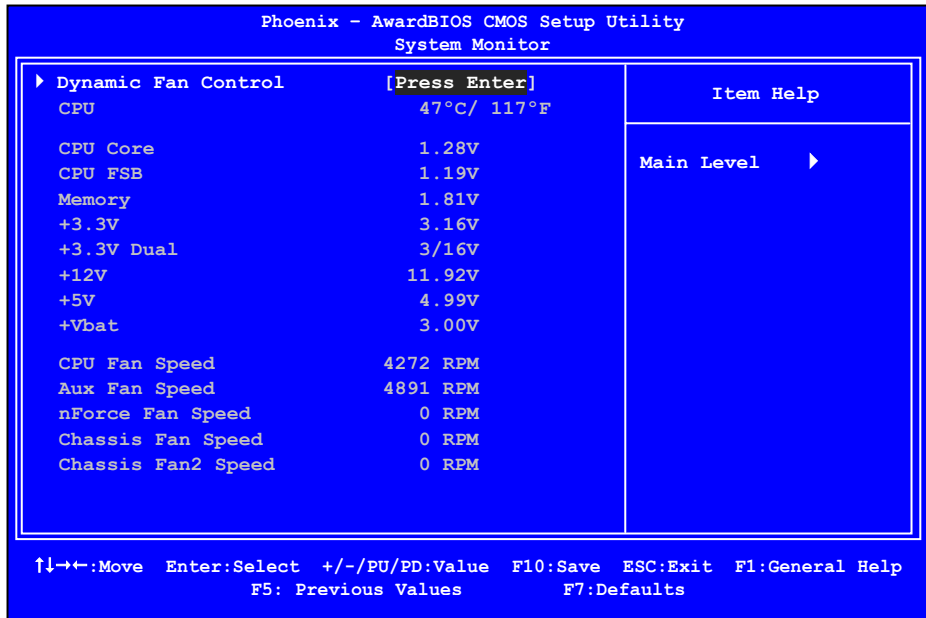 Phoenix – AwardBIOS CMOS Setup Utility
System Monitor
Dynamic Fan Control [Press Enter]
CPU 47°C/ 117°F
CPU Core 1.28V
CPU FSB 1.19V
Memory 1.81V
+3.3V 3.16V
+3.3V Dual 3/16V
+12V 11.92V
+5V 4.99V
+Vbat 3.00V
CPU Fan Speed 4272 RPM
Aux Fan Speed 4891 RPM
nForce Fan Speed 0 RPM
Chassis Fan Speed 0 RPM
Chassis Fan2 Speed 0 RPM
Item Help
Main Level
↑↓→←:Move Enter:Select +/-/PU/PD:Value F10:Save ESC:Exit F1:General Help
F5: Previous Values F7:Defaults